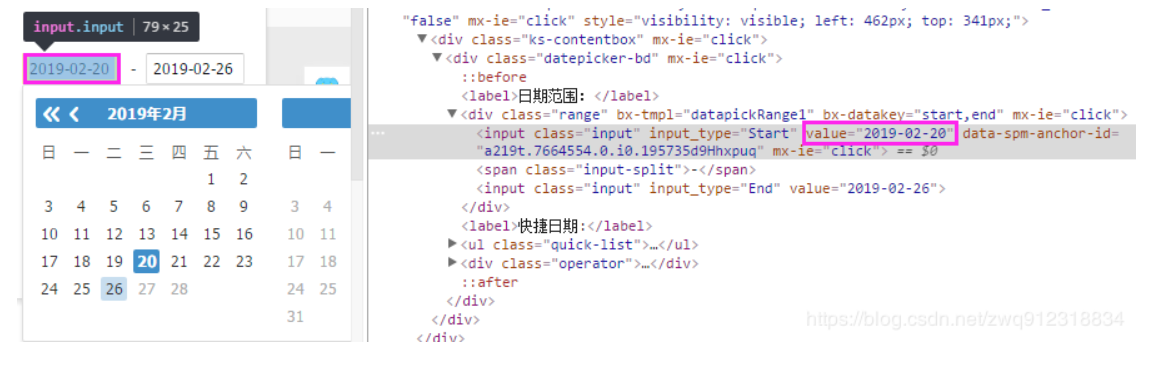 input.input | 79×25
2019-02-20 - 2019-02-26
2019年2月
日 一 二 三 四 五 六 日 一
1 2
3 4 5 6 7 8 9 3 4
10 11 12 13 14 15 16 10 11
17 18 19 20 21 22 23 17 18
24 25 26 27 28 24 25
31
"false" mx-ie="click" style="visibility: visible; left: 462px; top: 341px;">
▼<div class="ks-contentbox" mx-ie="click">
▼<div class="datepicker-bd" mx-ie="click">
::before
<label>日期范围: </label>
▼<div class="range" bx-tmpl="datapickRange1" bx-datakey="start,end" mx-ie="click">
<input class="input" input_type="Start" value="2019-02-20" data-spm-anchor-id=
"a219t.7664554.0.i0.195735d9Hhxpuq" mx-ie="click"> == $0
<span class="input-split">-</span>
<input class="input" input_type="End" value="2019-02-26">
</div>
<label>快捷日期:</label>
▶<ul class="quick-list">…</ul>
▶<div class="operator">…</div>
::after
</div>
</div>
</div>
https://blog.csdn.net/zwq912318834